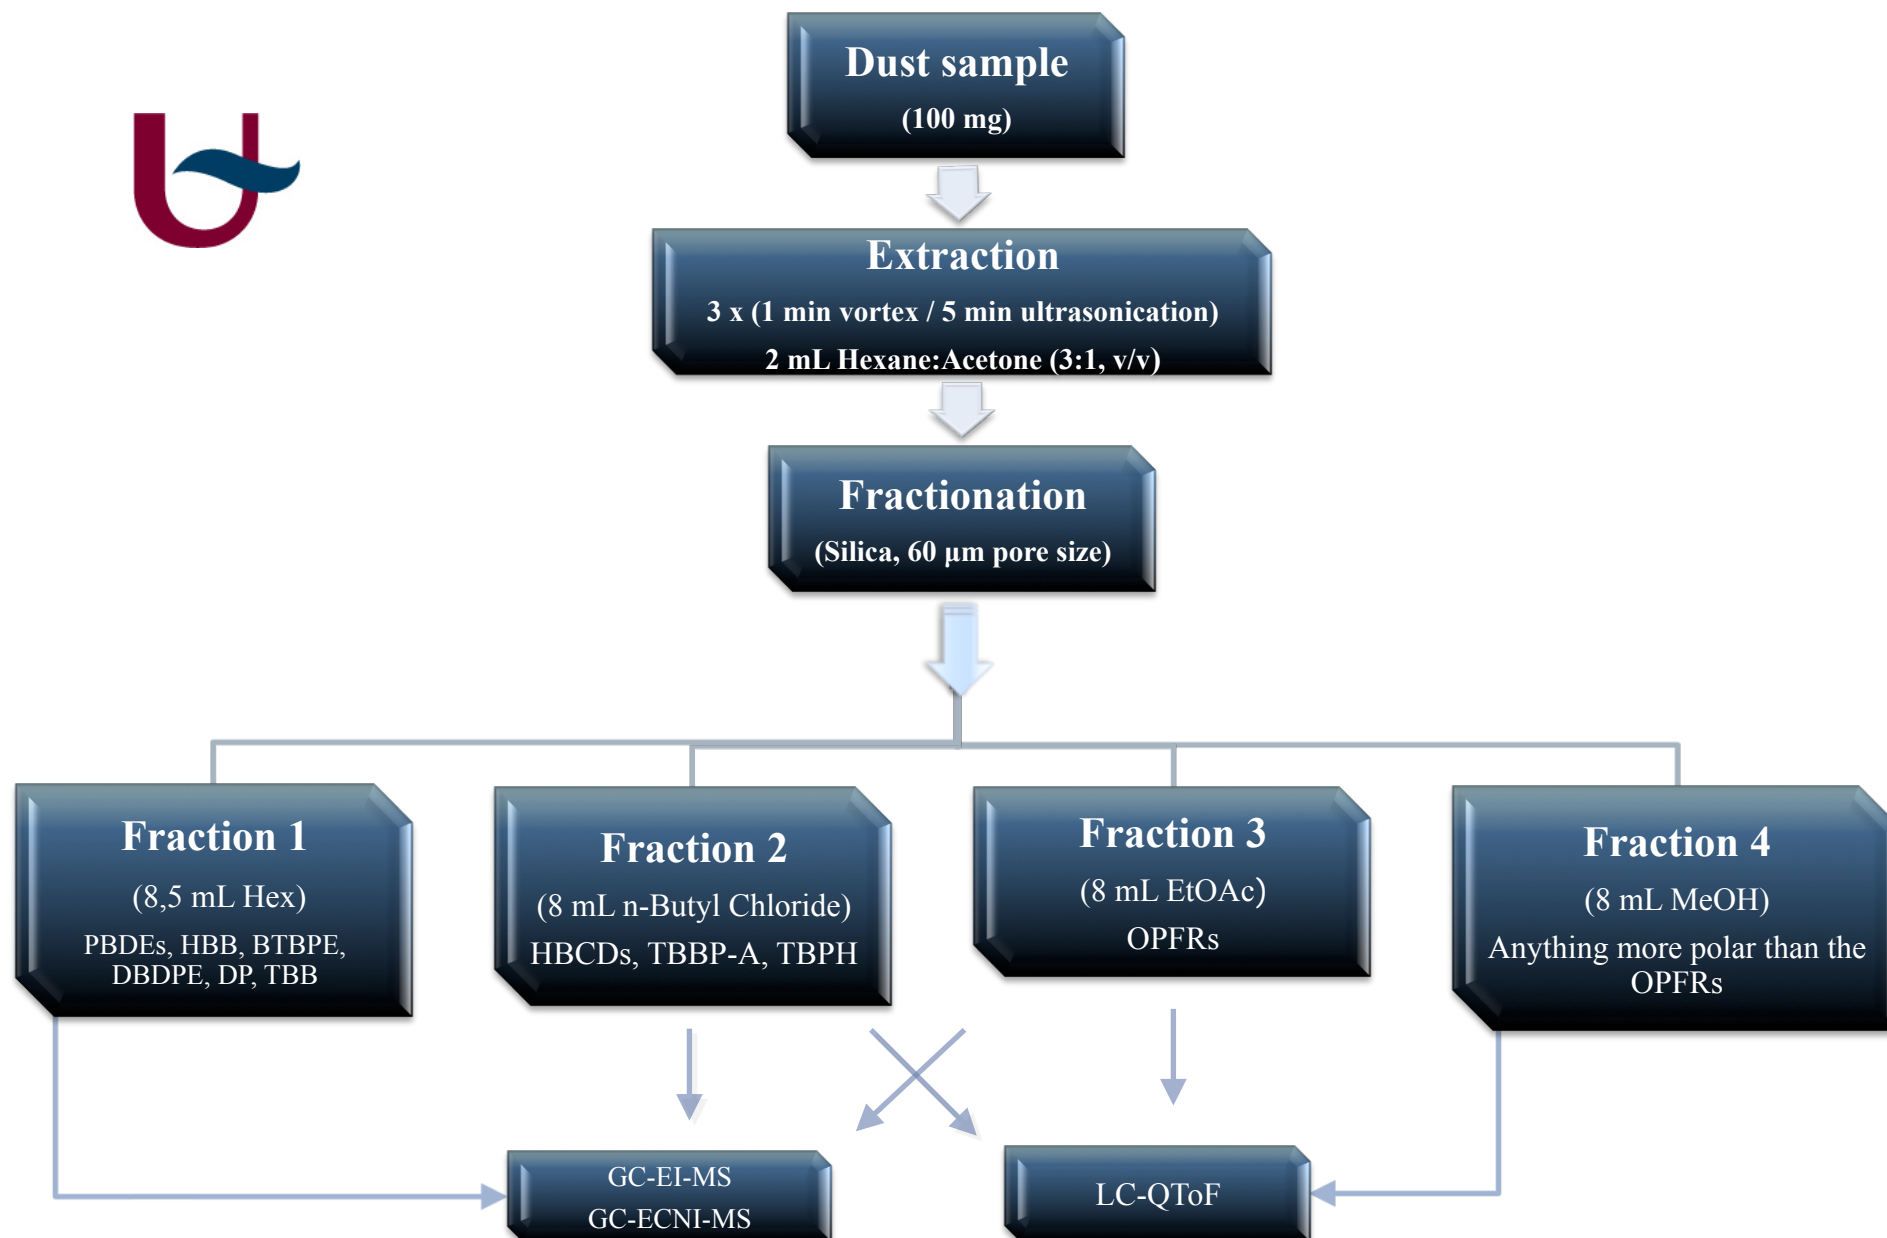 Dust sample
(100 mg)
Extraction
3 x (1 min vortex / 5 min ultrasonication)
2 mL Hexane:Acetone (3:1, v/v)
Fractionation
(Silica, 60 µm pore size)
Fraction 1
(8,5 mL Hex)
PBDEs, HBB, BTBPE,
DBDPE, DP, TBB
Fraction 2
(8 mL n-Butyl Chloride)
HBCDs, TBBP-A, TBPH
Fraction 3
(8 mL EtOAc)
OPFRs
Fraction 4
(8 mL MeOH)
Anything more polar than the
OPFRs
GC-EI-MS
GC-ECNI-MS
LC-QToF